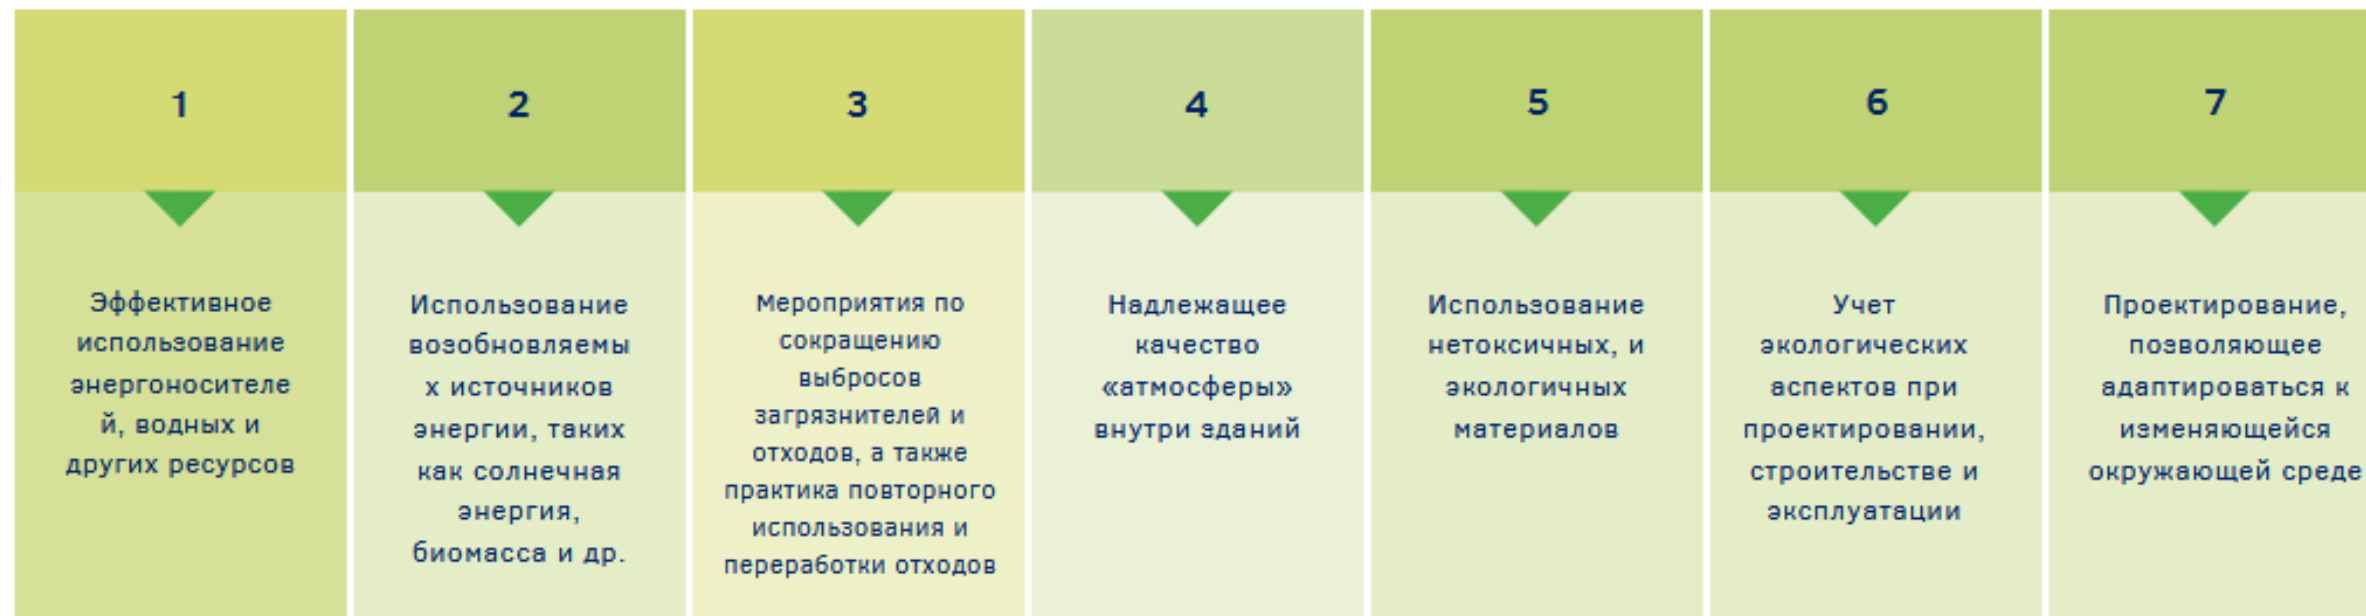 1
Эффективное
использование
энергоносителе
й, водных и
других ресурсов
2
Использование
возобновляемы
х источников
энергии, таких
как солнечная
энергия,
биомасса и др.
3
Мероприятия по
сокращению
выбросов
загрязнителей и
отходов, а также
практика повторного
использования и
переработки отходов
4
Надлежащее
качество
«атмосферы»
внутри зданий
5
Использование
нетоксичных, и
экологичных
материалов
6
Учет
экологических
аспектов при
проектировании,
строительстве и
эксплуатации
7
Проектирование,
позволяющее
адаптироваться к
изменяющейся
окружающей среде